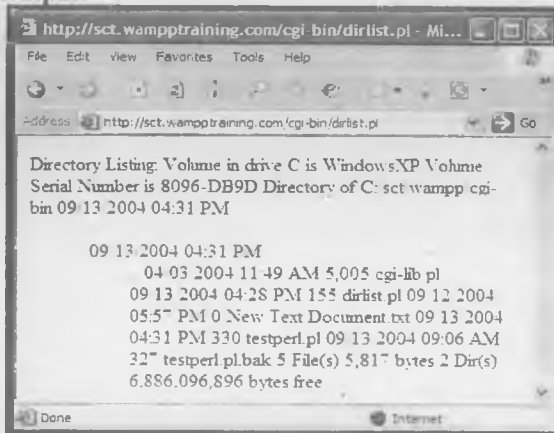 http://sct.wampptraining.com/cgi-bin/dirlist.pl - Mi...
File Edit View Favorites Tools Help
Address http://sct.wampptraining.com/cgi-bin/dirlist.pl Go
Directory Listing: Volume in drive C is WindowsXP Volume
Serial Number is 8096-DB9D Directory of C: sct wampp cgi-
bin 09 13 2004 04:31 PM
09 13 2004 04:31 PM
04 03 2004 11:49 AM 5,005 cgi-lib pl
09 13 2004 04:28 PM 155 dirlist.pl 09 12 2004
05:57 PM 0 New Text Document.txt 09 13 2004
04:31 PM 330 testperl.pl 09 13 2004 09:06 AM
327 testperl.pl.bak 5 File(s) 5,817 bytes 2 Dir(s)
6,886,096,896 bytes free
Done Internet